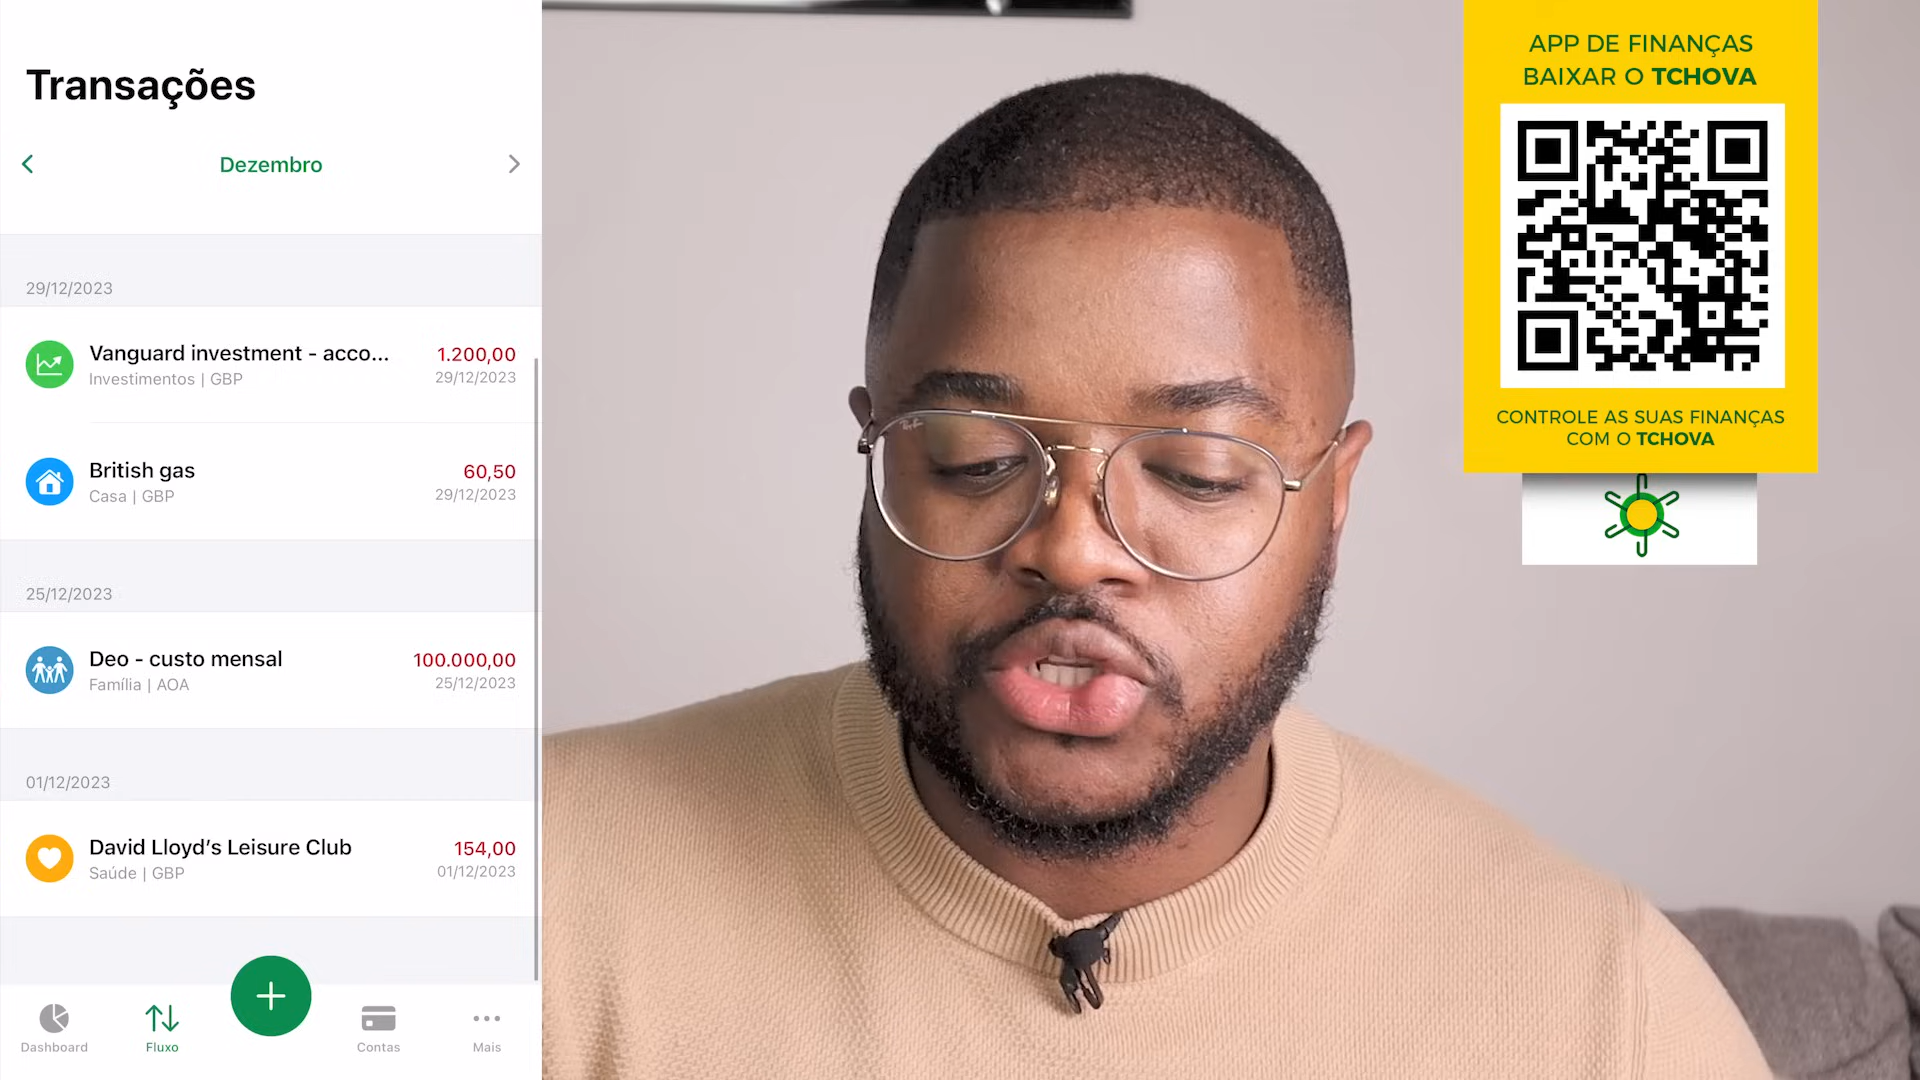 Transações
Dezembro
29/12/2023
Vanguard investment - acco...
1.200,00
Investimentos | GBP
29/12/2023
British gas
60,50
Casa | GBP
29/12/2023
25/12/2023
Deo - custo mensal
100.000,00
Família | AOA
25/12/2023
01/12/2023
David Lloyd’s Leisure Club
154,00
Saúde | GBP
01/12/2023
Dashboard
Fluxo
Contas
Mais
Ray-Ban
APP DE FINANÇAS
BAIXAR O TCHOVA
CONTROLE AS SUAS FINANÇAS
COM O TCHOVA